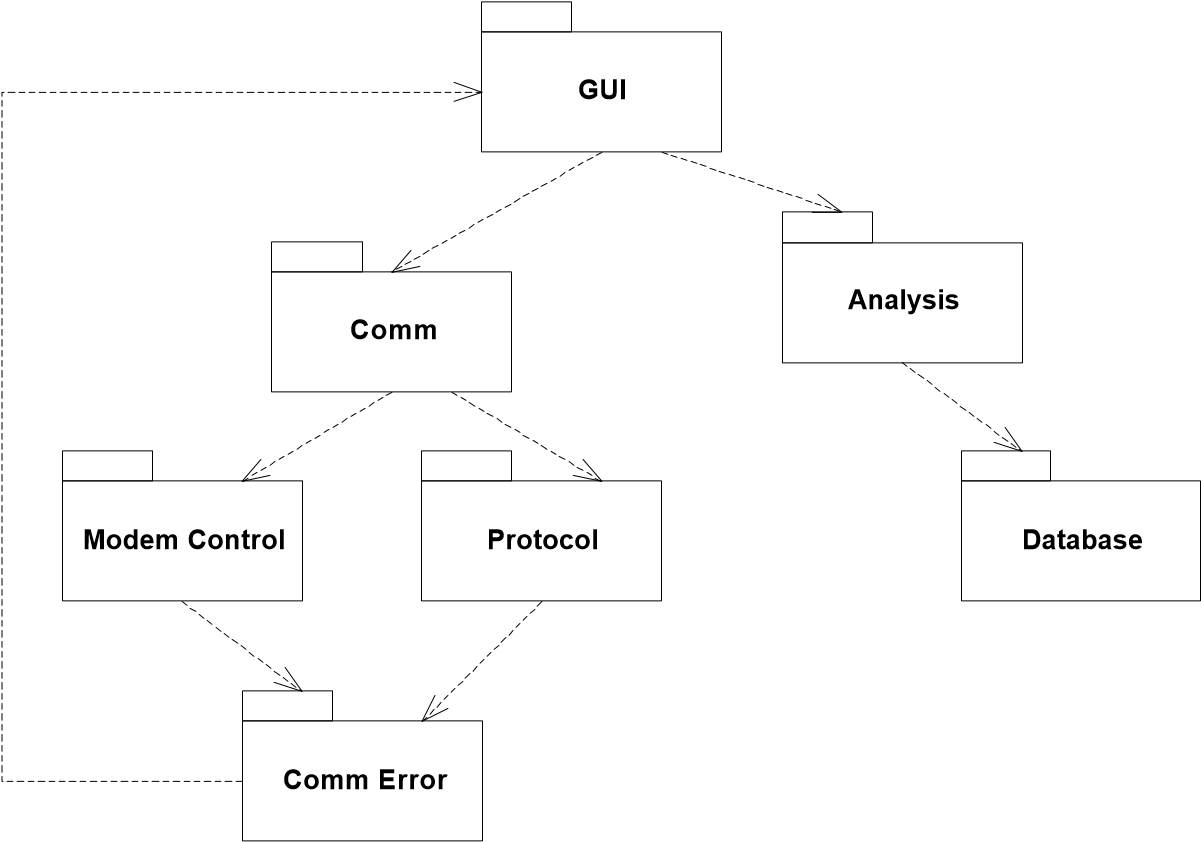 GUI
Analysis
Comm
Modem Control
Protocol
Database
Comm Error